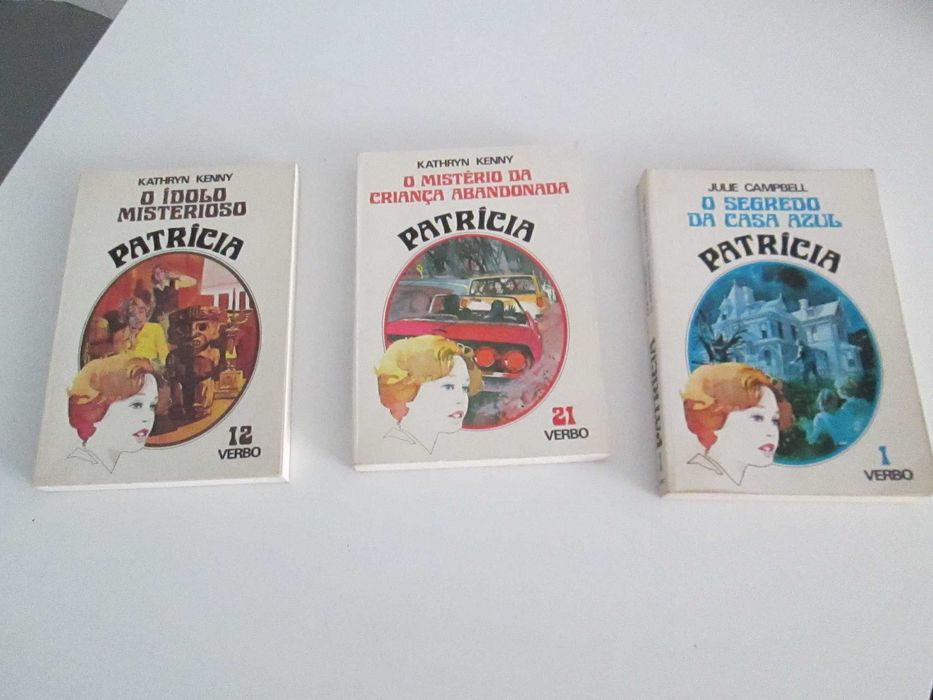 KATHRYN KENNY
O ÍDOLO
MISTERIOSO
PATRÍCIA
12
VERBO
KATHRYN KENNY
O MISTÉRIO DA
CRIANÇA ABANDONADA
PATRÍCIA
21
VERBO
JULIE CAMPBELL
O SEGREDO
DA CASA AZUL
PATRÍCIA
1
VERBO
PATRÍCIA